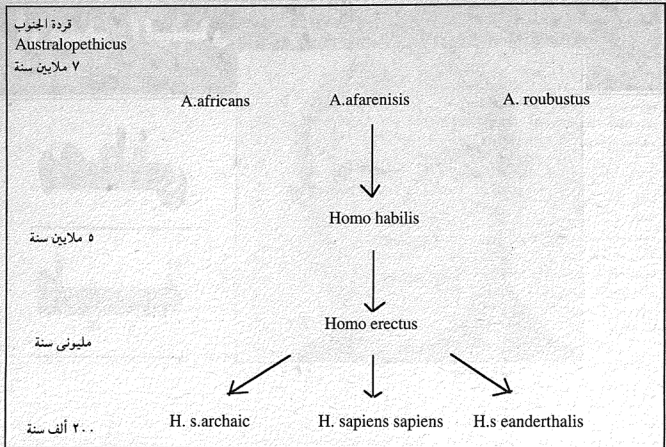 قردة الجنوب
Australopethicus
٧ ملايين سنة
A.africans A.afarenisis A. roubustus
Homo habilis
٥ ملايين سنة
Homo erectus
مليونى سنة
H. s.archaic H. sapiens sapiens H.s eanderthalis
٢٠٠ ألف سنة